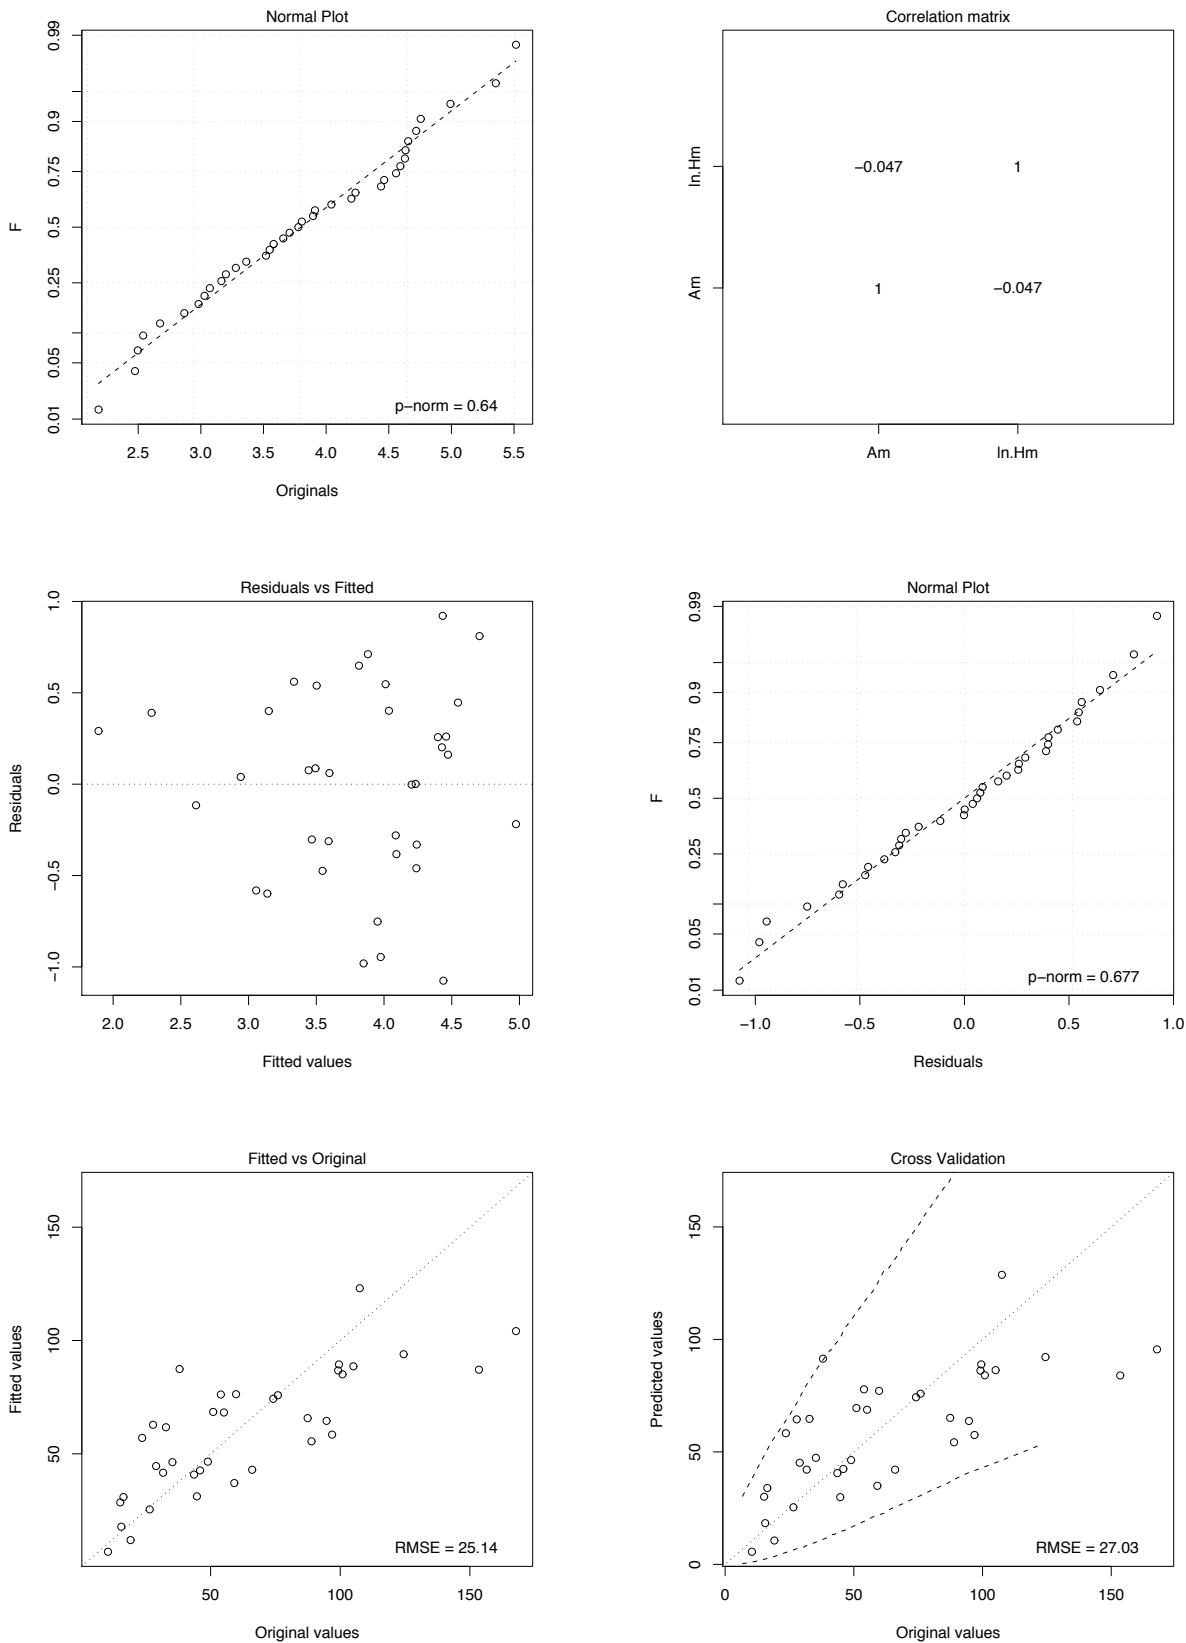 Normal Plot
0.99
0.9
0.75
0.5
0.25
0.05
0.01
F
p−norm = 0.64
2.5 3.0 3.5 4.0 4.5 5.0 5.5
Originals
Correlation matrix
ln.Hm
Am
−0.047 1
1 −0.047
Am ln.Hm
Residuals vs Fitted
1.0
0.5
0.0
−0.5
−1.0
Residuals
2.0 2.5 3.0 3.5 4.0 4.5 5.0
Fitted values
Normal Plot
0.99
0.9
0.75
0.5
0.25
0.05
0.01
F
p−norm = 0.677
−1.0 −0.5 0.0 0.5 1.0
Residuals
Fitted vs Original
150
100
50
Fitted values
RMSE = 25.14
50 100 150
Original values
Cross Validation
150
100
50
0
Predicted values
RMSE = 27.03
0 50 100 150
Original values